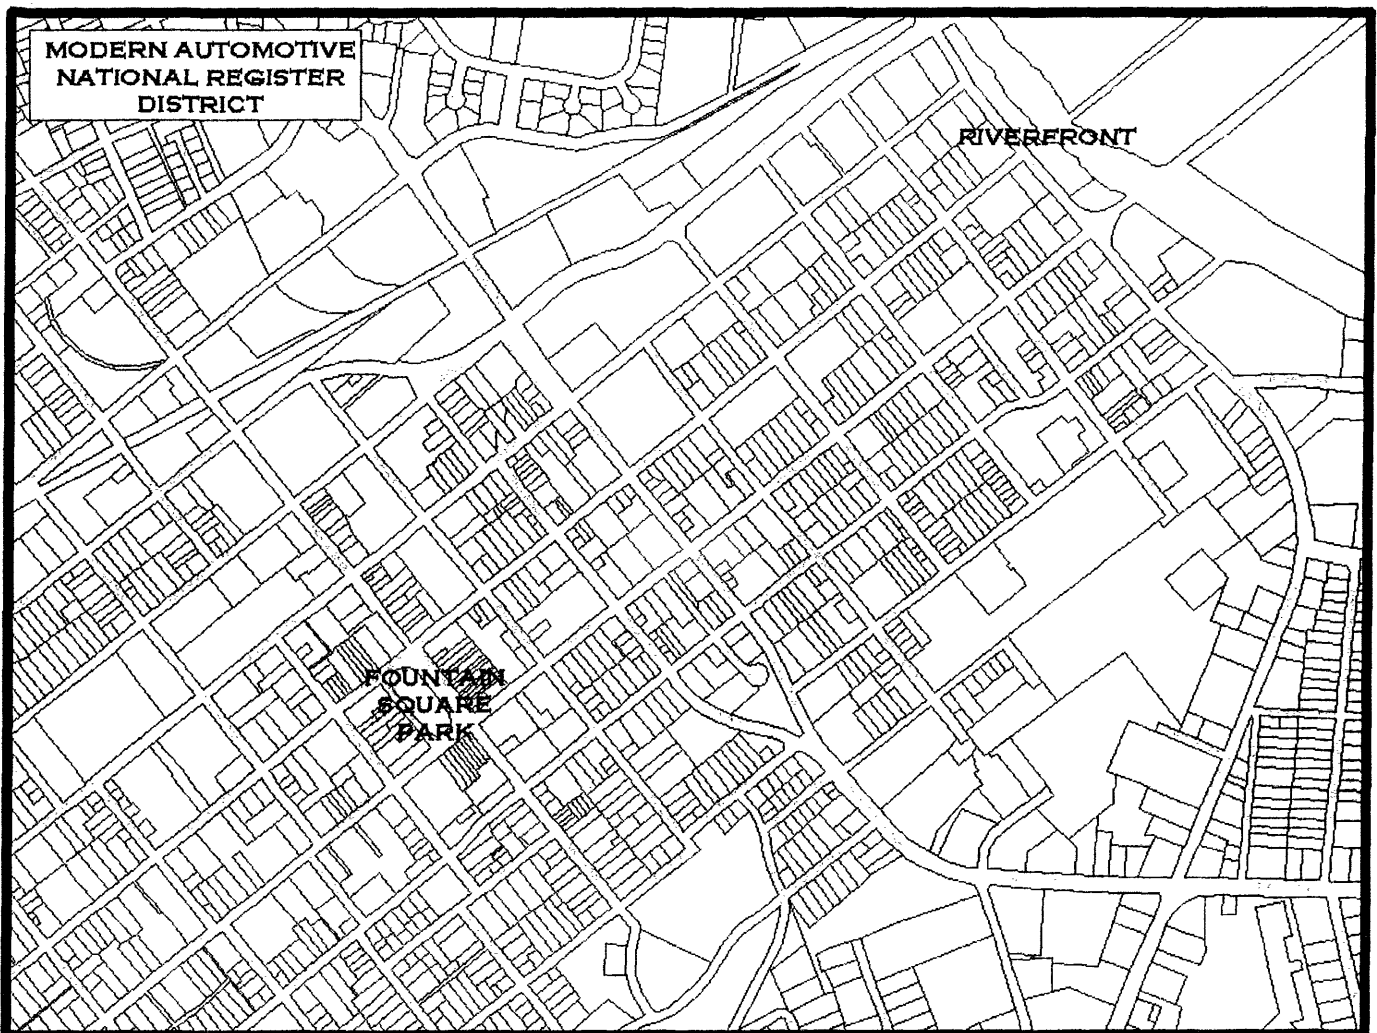 MODERN AUTOMOTIVE
NATIONAL REGISTER
DISTRICT
RIVERFRONT
FOUNTAIN
SQUARE
PARK